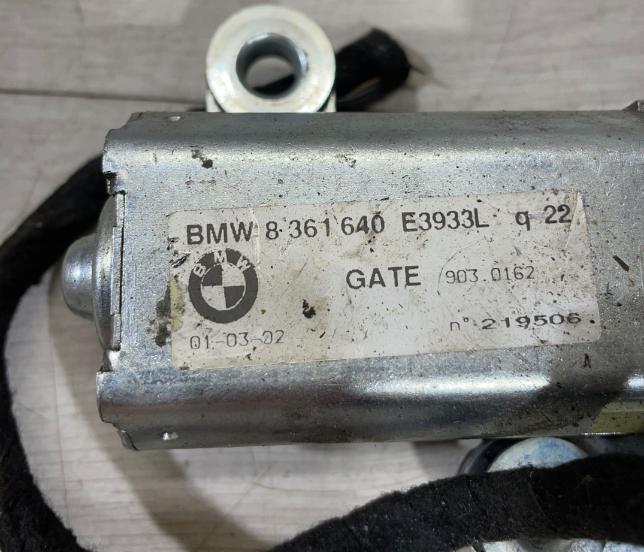 BMW 8 361 640 E3933L q 22
BMW
GATE 903.0162
01-03-02
n° 219506